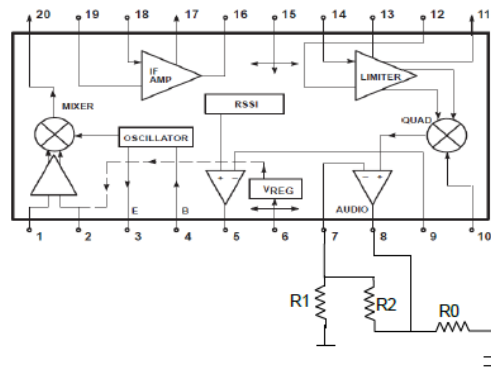 20 19 18 17 16 15 14 13 12 11
IF
AMP
LIMITER
MIXER
RSSI
QUAD
OSCILLATOR
+ -
- +
VREG
E B
AUDIO
1 2 3 4 5 6 7 8 9 10
R1
R2
R0